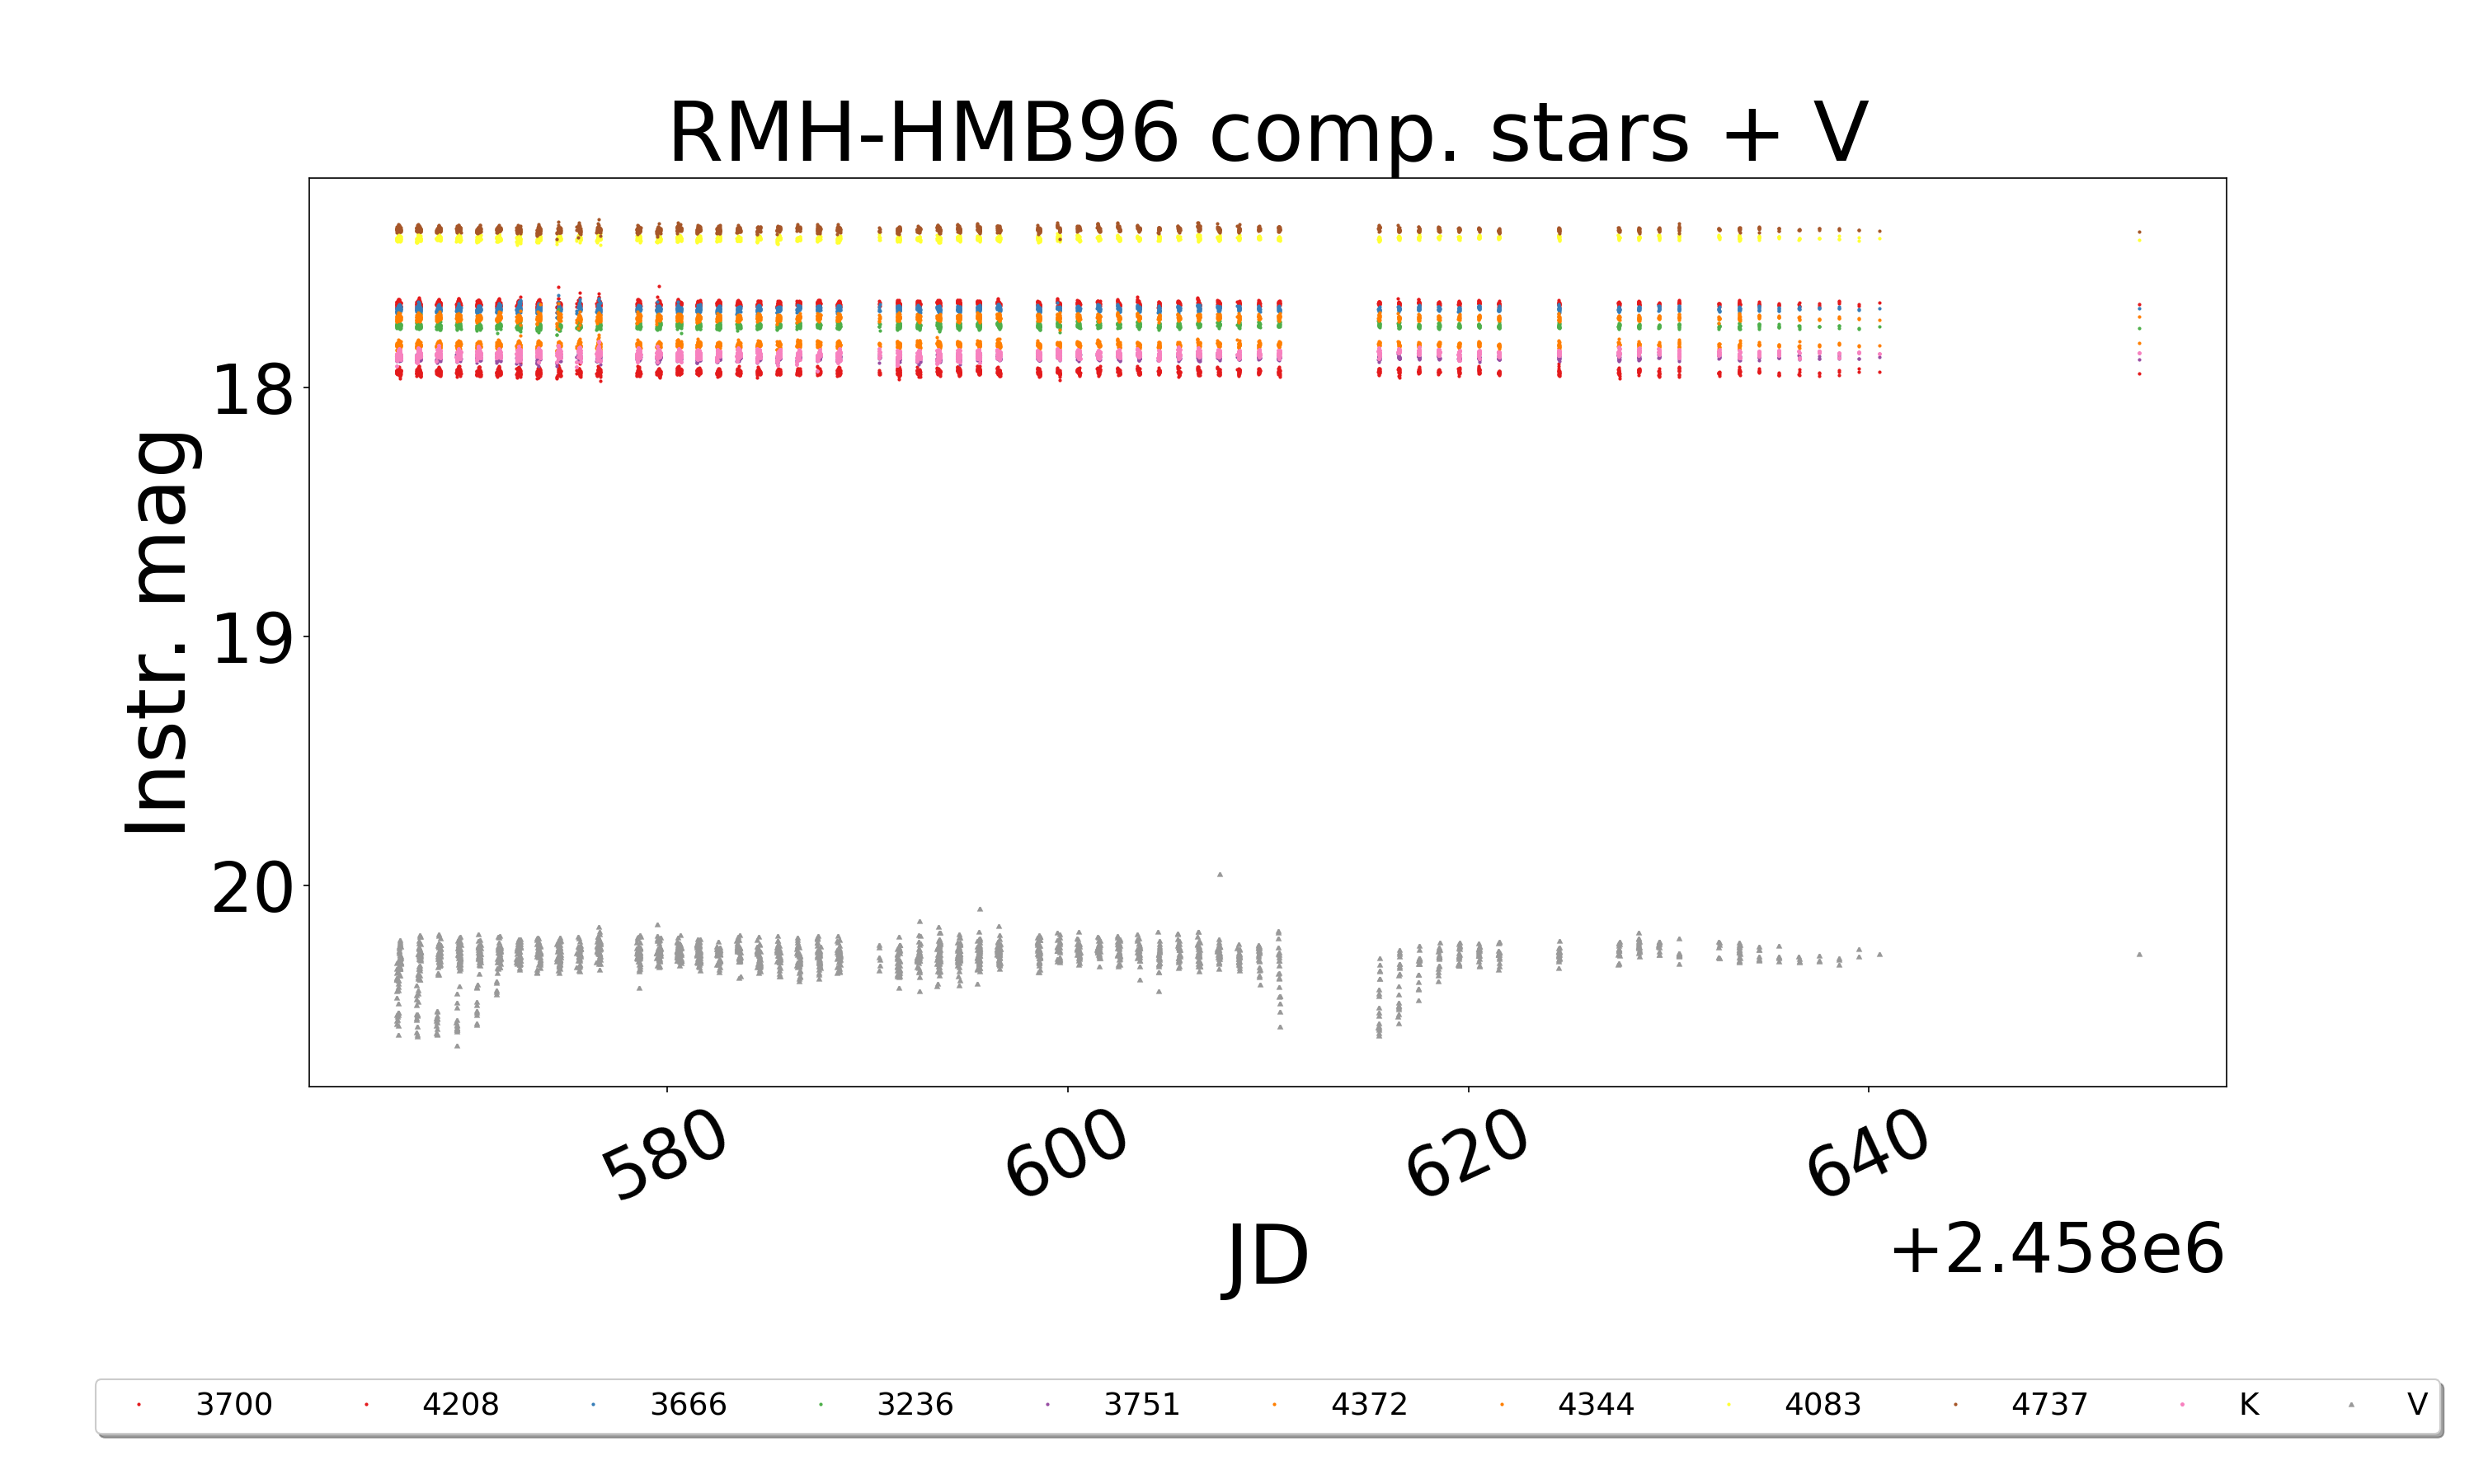 RMH-HMB96 comp. stars + V
Instr. mag
18
19
20
580 600 620 640
JD
+2.458e6
3700 4208 3666 3236 3751 4372 4344 4083 4737 K V